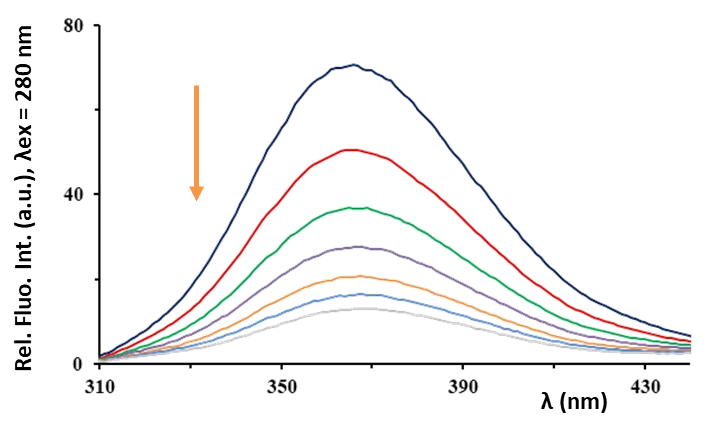 Rel. Fluo. Int. (a.u.), λex = 280 nm
80
40
0
310 350 390 430
λ (nm)